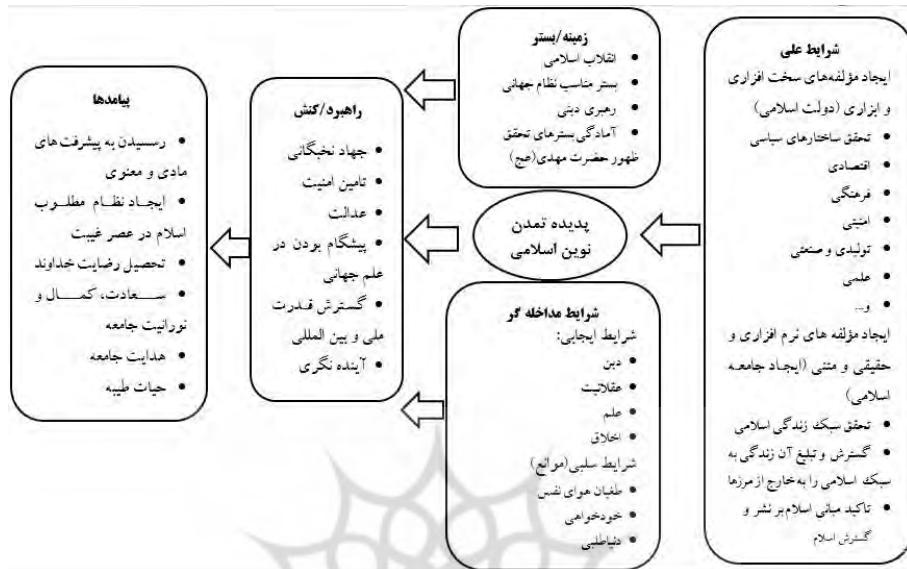 شرایط علی
ایجاد مؤلفه‌های سخت افزاری
و ابزاری (دولت اسلامی)
• تحقق ساختارهای سیاسی
• اقتصادی
• فرهنگی
• امنیتی
• تولیدی و صنعتی
• علمی
• و...
ایجاد مؤلفه های نرم افزاری و
حقیقی و متنی (ایجاد جامعه
اسلامی)
• تحقق سبک زندگی اسلامی
• گسترش و تبلیغ آن زندگی به
سبک اسلامی را به خارج از مرزها
• تاکید مبانی اسلام بر نشر و
گسترش اسلام
زمینه/بستر
• انقلاب اسلامی
• بستر مناسب نظام جهانی
• رهبری دینی
• آمادگی بسترهای تحقق
ظهور حضرت مهدی(عج)
پدیده تمدن
نوین اسلامی
شرایط مداخله گر
شرایط ایجابی:
• دین
• عقلانیت
• علم
• اخلاق
شرایط سلبی(موانع)
• طغیان هوای نفس
• خودخواهی
• دنیاطلبی
راهبرد/کنش
• جهاد نخبگانی
• تامین امنیت
• عدالت
• پیشگام بودن در
علم جهانی
• گسترش قدرت
ملی و بین المللی
• آینده نگری
پیامدها
• رسسیدن به پیشرفت های
مادی و معنوی
• ایجاد نظام مطلوب
اسلام در عصر غیبت
• تحصیل رضایت خداوند
• سعادت، کمال و
نورانیت جامعه
• هدایت جامعه
• حیات طیبه